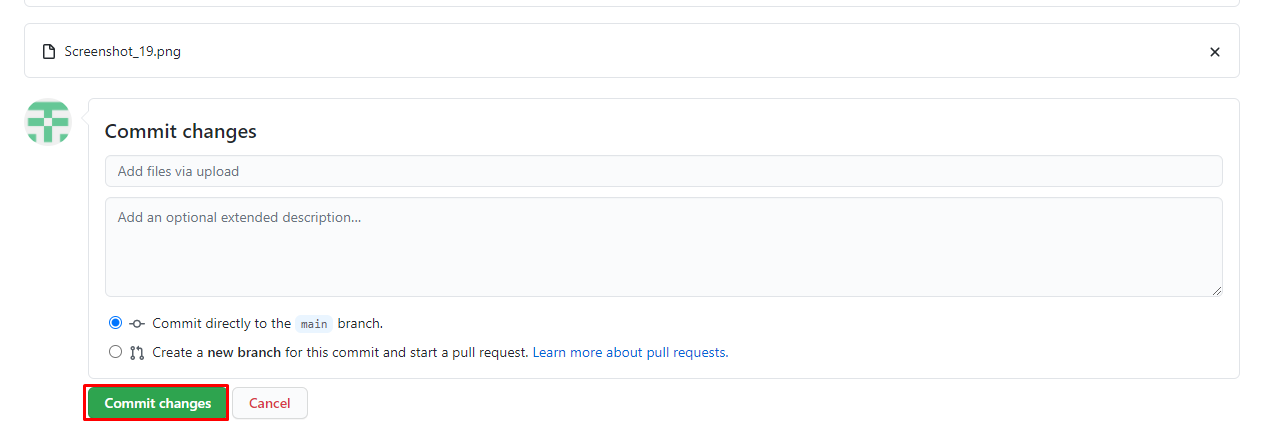 Screenshot_19.png
Commit changes
Add files via upload
Add an optional extended description...
Commit directly to the main branch.
Create a new branch for this commit and start a pull request. Learn more about pull requests.
Commit changes Cancel